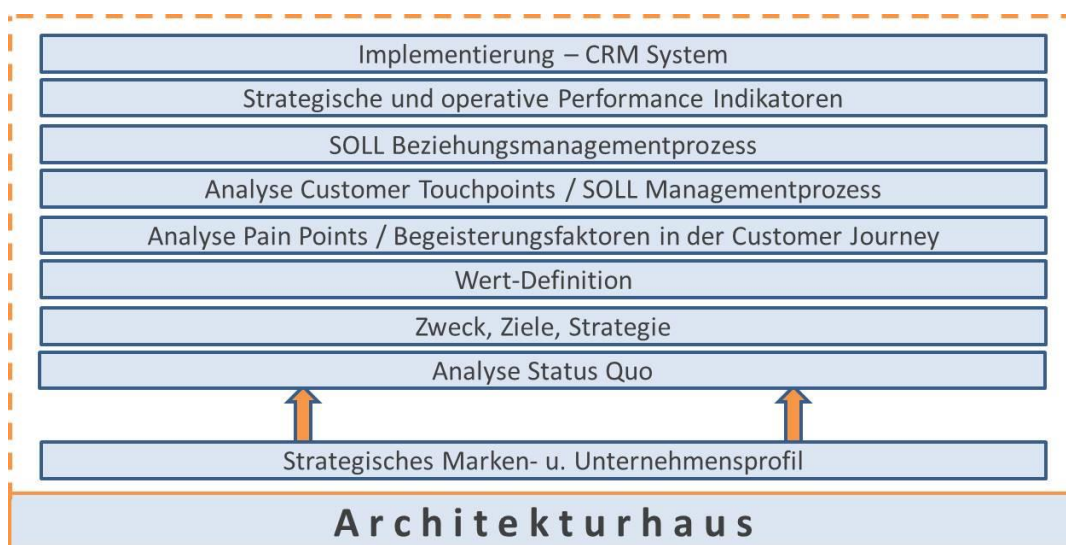 Implementierung – CRM System
Strategische und operative Performance Indikatoren
SOLL Beziehungsmanagementprozess
Analyse Customer Touchpoints / SOLL Managementprozess
Analyse Pain Points / Begeisterungsfaktoren in der Customer Journey
Wert-Definition
Zweck, Ziele, Strategie
Analyse Status Quo
Strategisches Marken- u. Unternehmensprofil
Architekturhaus